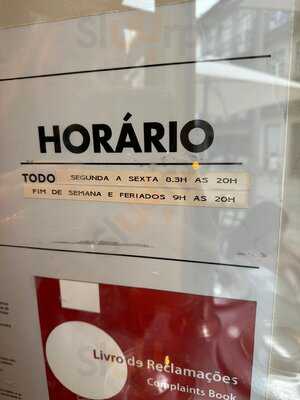 HORÁRIO
TODO SEGUNDA A SEXTA 8.3H AS 20H
FIM DE SEMANA E FERIADOS 9H AS 20H
Livro de Reclamações
Complaints Book